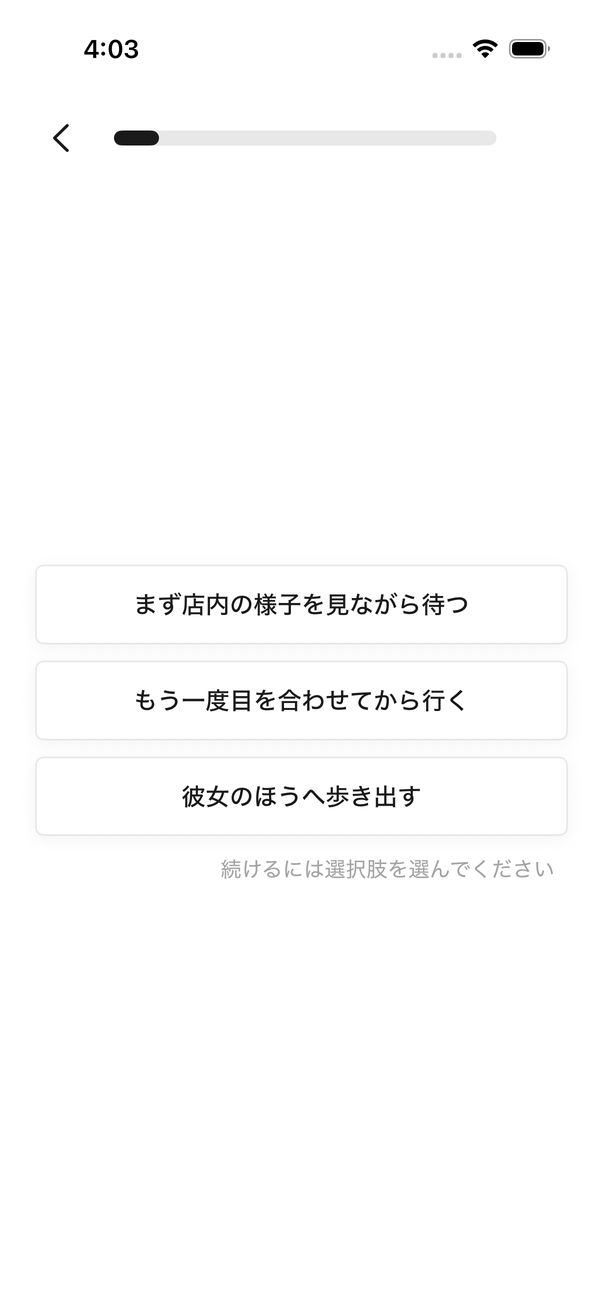 4:03
まず店内の様子を見ながら待つ
もう一度目を合わせてから行く
彼女のほうへ歩き出す
続けるには選択肢を選んでください